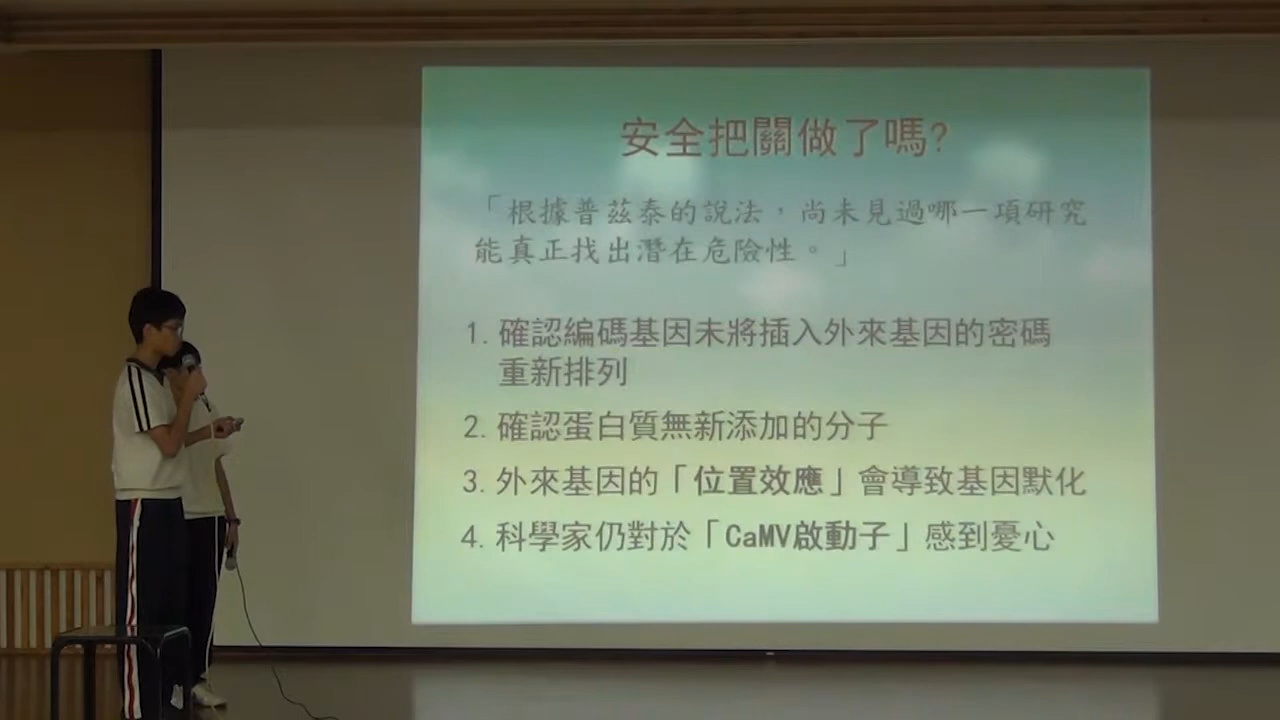 安全把關做了嗎?
「根據普茲泰的說法，尚未見過哪一項研究
能真正找出潛在危險性。」
1. 確認編碼基因未將插入外來基因的密碼
重新排列
2. 確認蛋白質無新添加的分子
3. 外來基因的「位置效應」會導致基因默化
4. 科學家仍對於「CaMV啟動子」感到憂心